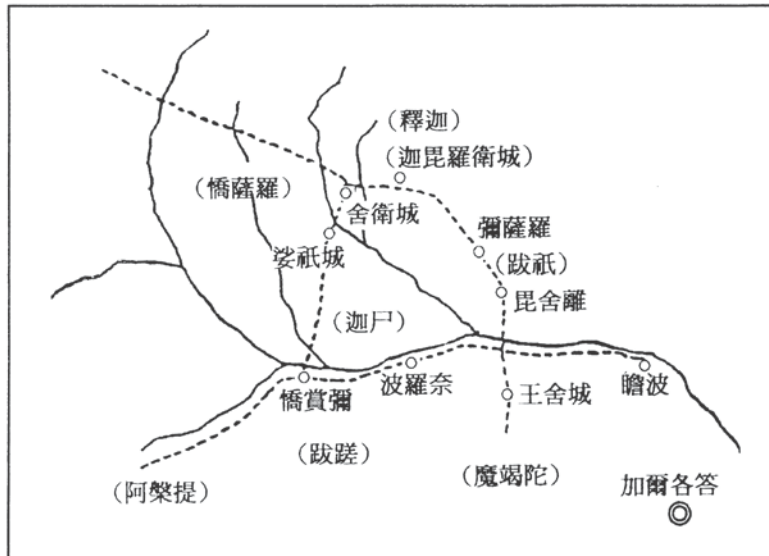 （釋迦）
（迦毘羅衛城）
（憍薩羅）
舍衛城
彌薩羅
娑祇城
（跋祇）
毘舍離
（迦尸）
憍賞彌
波羅奈
王舍城
瞻波
（跋蹉）
（魔竭陀）
（阿槃提）
加爾各答